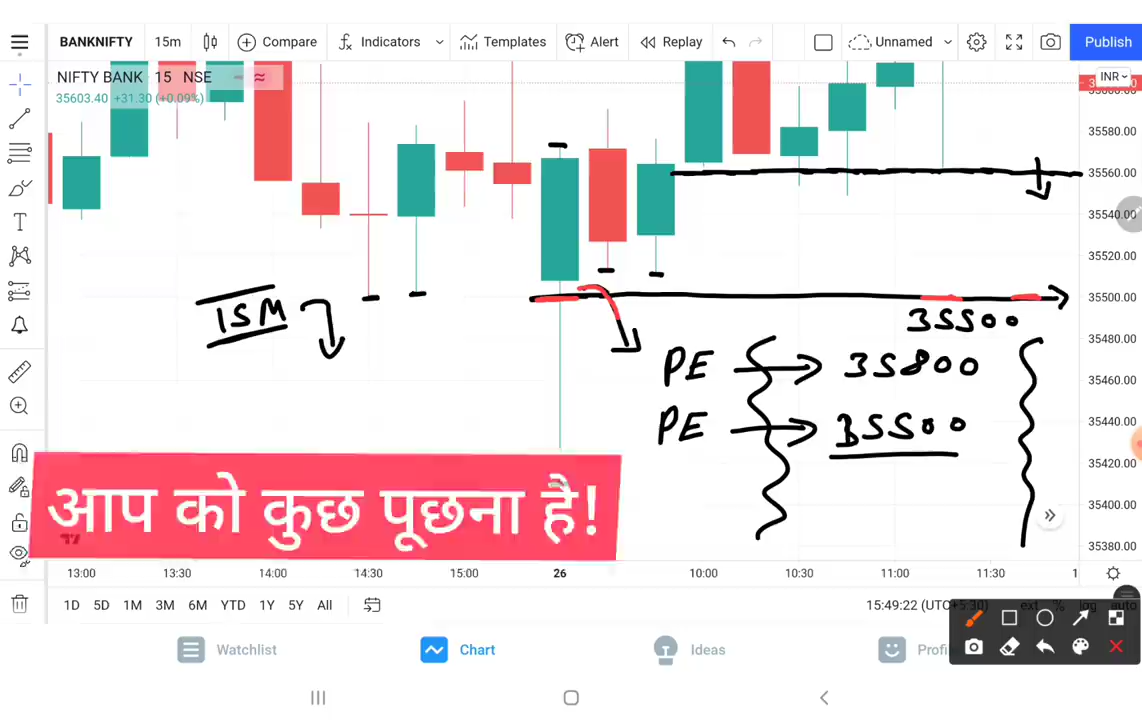 BANKNIFTY 15m Compare Indicators Templates Alert Replay Unnamed Publish
NIFTY BANK 15 NSE
INR
35603.40 +31.30 (+0.09%)
35580.00
35560.00
35540.00
35520.00
35500.00
35500
15M
35480.00
PE → 35800
35460.00
PE → 35500
35440.00
35420.00
आप को कुछ पूछना है!
35400.00
35380.00
13:00 13:30 14:00 14:30 15:00 26 10:00 10:30 11:00 11:30
1D 5D 1M 3M 6M YTD 1Y 5Y All
15:49:22 (UTC+5:30) ext % log auto
Watchlist Chart Ideas